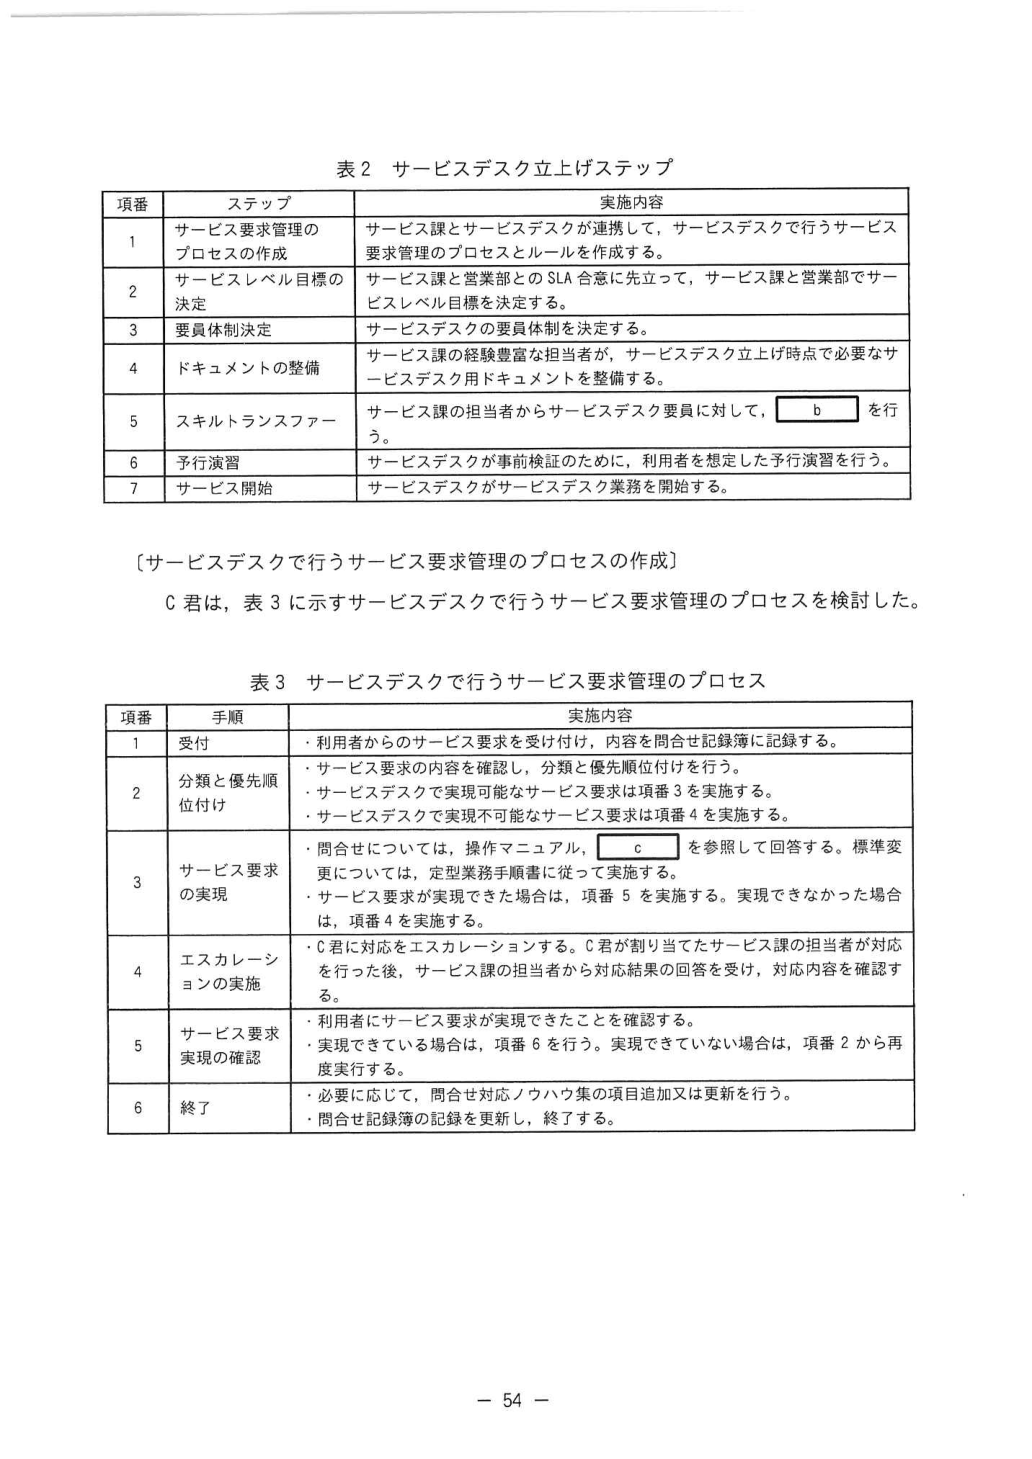 表2　サービスデスク立上げステップ
項番　ステップ　実施内容
1　サービス要求管理の　サービス課とサービスデスクが連携して，サービスデスクで行うサービス
プロセスの作成　要求管理のプロセスとルールを作成する。
2　サービスレベル目標の　サービス課と営業部とのSLA合意に先立って，サービス課と営業部でサー
決定　ビスレベル目標を決定する。
3　要員体制決定　サービスデスクの要員体制を決定する。
4　ドキュメントの整備　サービス課の経験豊富な担当者が，サービスデスク立上げ時点で必要なサ
ービスデスク用ドキュメントを整備する。
5　スキルトランスファー　サービス課の担当者からサービスデスク要員に対して，　b　を行
う。
6　予行演習　サービスデスクが事前検証のために，利用者を想定した予行演習を行う。
7　サービス開始　サービスデスクがサービスデスク業務を開始する。
〔サービスデスクで行うサービス要求管理のプロセスの作成〕
C君は，表3に示すサービスデスクで行うサービス要求管理のプロセスを検討した。
表3　サービスデスクで行うサービス要求管理のプロセス
項番　手順　実施内容
1　受付　・利用者からのサービス要求を受け付け，内容を問合せ記録簿に記録する。
2　分類と優先順位付け　・サービス要求の内容を確認し，分類と優先順位付けを行う。
・サービスデスクで実現可能なサービス要求は項番3を実施する。
・サービスデスクで実現不可能なサービス要求は項番4を実施する。
3　サービス要求の実現　・問合せについては，操作マニュアル，　c　を参照して回答する。標準変
更については，定型業務手順書に従って実施する。
・サービス要求が実現できた場合は，項番5を実施する。実現できなかった場合
は，項番4を実施する。
4　エスカレーションの実施　・C君に対応をエスカレーションする。C君が割り当てたサービス課の担当者が対応
を行った後，サービス課の担当者から対応結果の回答を受け，対応内容を確認す
る。
5　サービス要求実現の確認　・利用者にサービス要求が実現できたことを確認する。
・実現できている場合は，項番6を行う。実現できていない場合は，項番2から再
度実行する。
6　終了　・必要に応じて，問合せ対応ノウハウ集の項目追加又は更新を行う。
・問合せ記録簿の記録を更新し，終了する。
－ 54 －